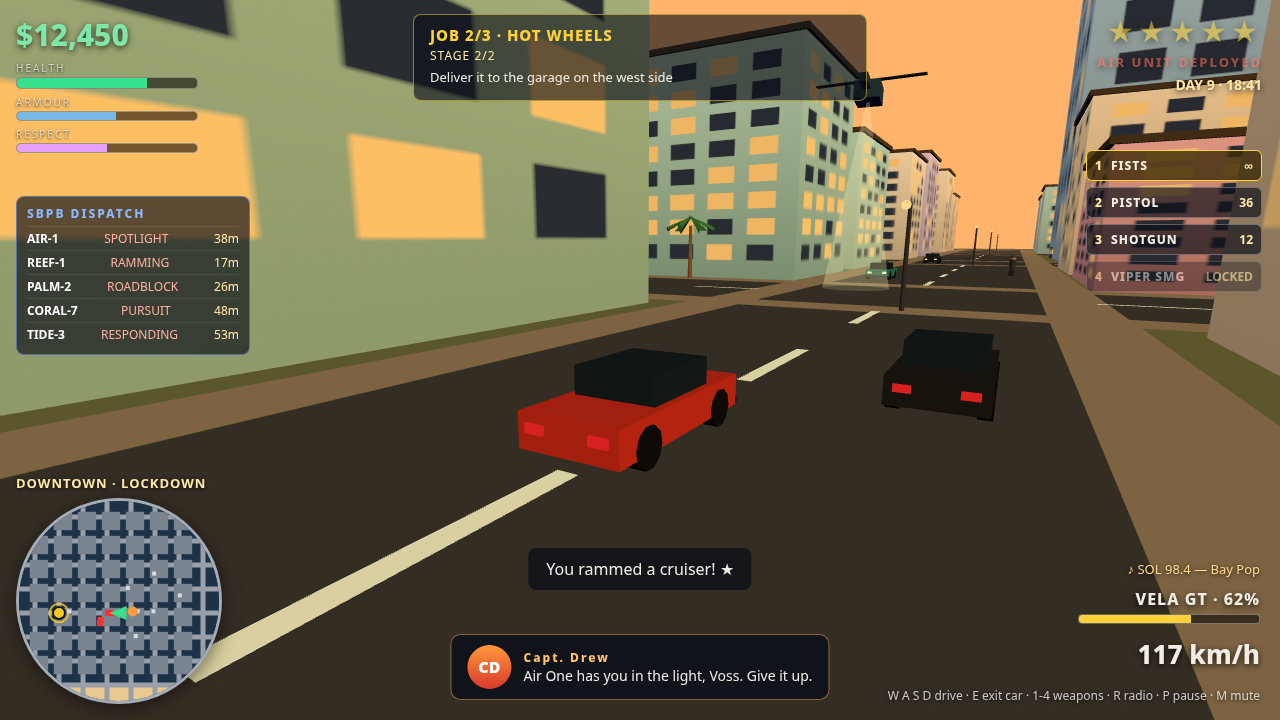 $12,450
HEALTH
ARMOUR
RESPECT
JOB 2/3 · HOT WHEELS
STAGE 2/2
Deliver it to the garage on the west side
★ ★ ★ ★ ★
AIR UNIT DEPLOYED
DAY 9 · 18:41
1 FISTS ∞
2 PISTOL 36
3 SHOTGUN 12
4 VIPER SMG LOCKED
SBPB DISPATCH
AIR-1 SPOTLIGHT 38m
REEF-1 RAMMING 17m
PALM-2 ROADBLOCK 26m
CORAL-7 PURSUIT 48m
TIDE-3 RESPONDING 53m
DOWNTOWN · LOCKDOWN
You rammed a cruiser! ★
CD
Capt. Drew
Air One has you in the light, Voss. Give it up.
♪ SOL 98.4 — Bay Pop
VELA GT · 62%
117 km/h
W A S D drive · E exit car · 1-4 weapons · R radio · P pause · M mute